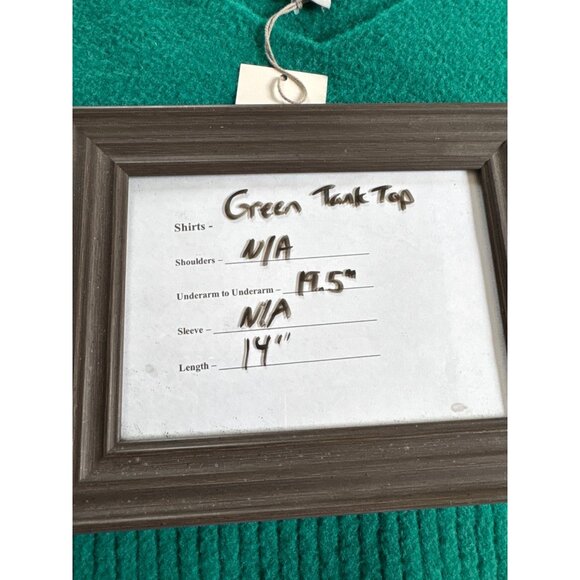 Shirts - Green Tank Top
Shoulders – N/A
Underarm to Underarm – 19.5"
Sleeve – N/A
Length – 14"